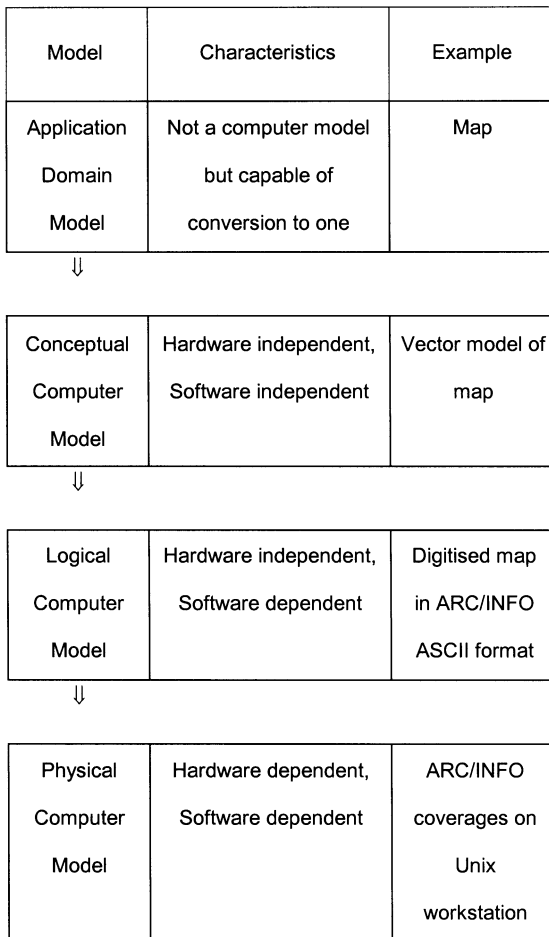 Model Characteristics Example
Application Not a computer model Map
Domain but capable of
Model conversion to one
⇓
Conceptual Hardware independent, Vector model of
Computer Software independent map
Model
⇓
Logical Hardware independent, Digitised map
Computer Software dependent in ARC/INFO
Model ASCII format
⇓
Physical Hardware dependent, ARC/INFO
Computer Software dependent coverages on
Model Unix
workstation